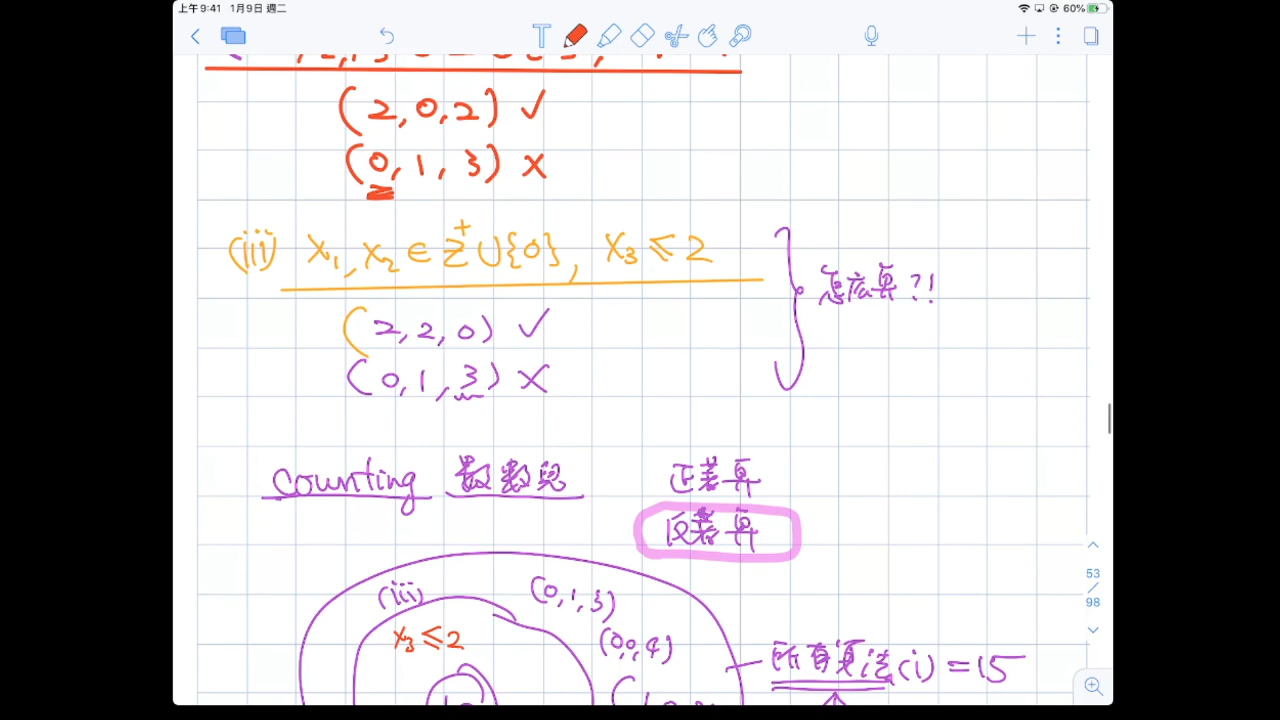 上午9:41 1月9日 週二
60%
(2,0,2) ✓
(0,1,3) ×
(iii) x₁, x₂ ∈ Z⁺∪{0}, x₃ ≤ 2
怎么算?!
(2,2,0) ✓
(0,1,3) ×
counting 数數兒
正著算
反著算
53
98
(iii)
(0,1,3)
x₃ ≤ 2
(0,0,4)
所有算法(i) = 15